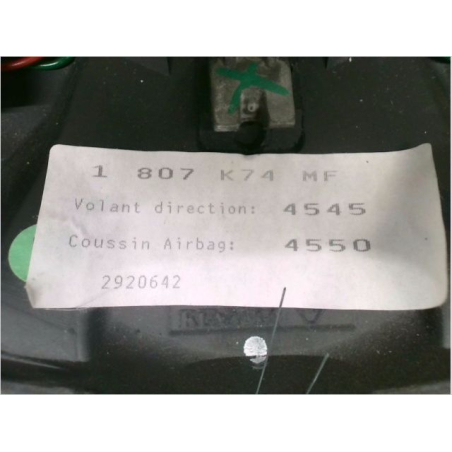 1 807 K74 MF
Volant direction: 4545
Coussin Airbag: 4550
2920642